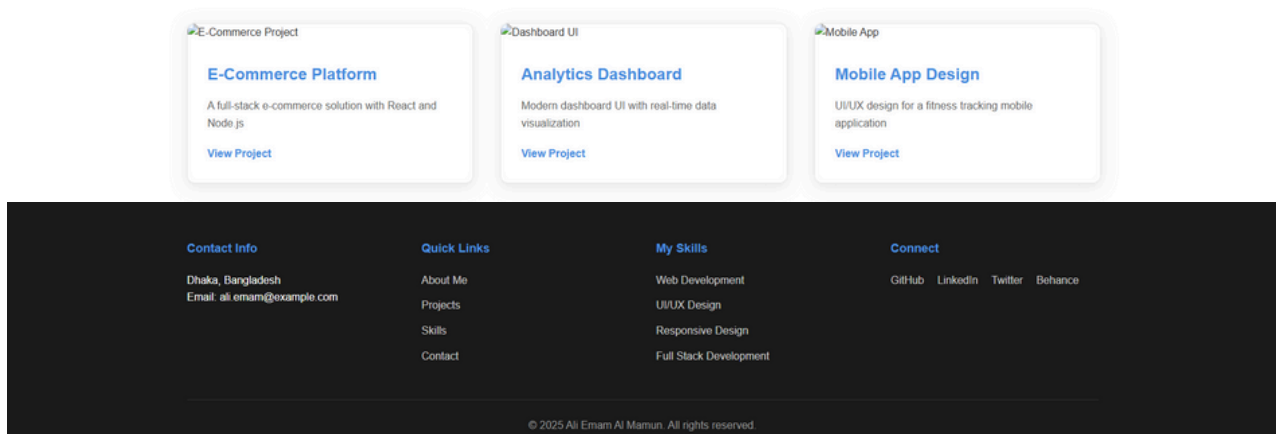 E-Commerce Project
E-Commerce Platform
A full-stack e-commerce solution with React and
Node.js
View Project
Dashboard UI
Analytics Dashboard
Modern dashboard UI with real-time data
visualization
View Project
Mobile App
Mobile App Design
UI/UX design for a fitness tracking mobile
application
View Project
Contact Info
Dhaka, Bangladesh
Email: ali.emam@example.com
Quick Links
About Me
Projects
Skills
Contact
My Skills
Web Development
UI/UX Design
Responsive Design
Full Stack Development
Connect
GitHub LinkedIn Twitter Behance
© 2025 Ali Emam Al Mamun. All rights reserved.